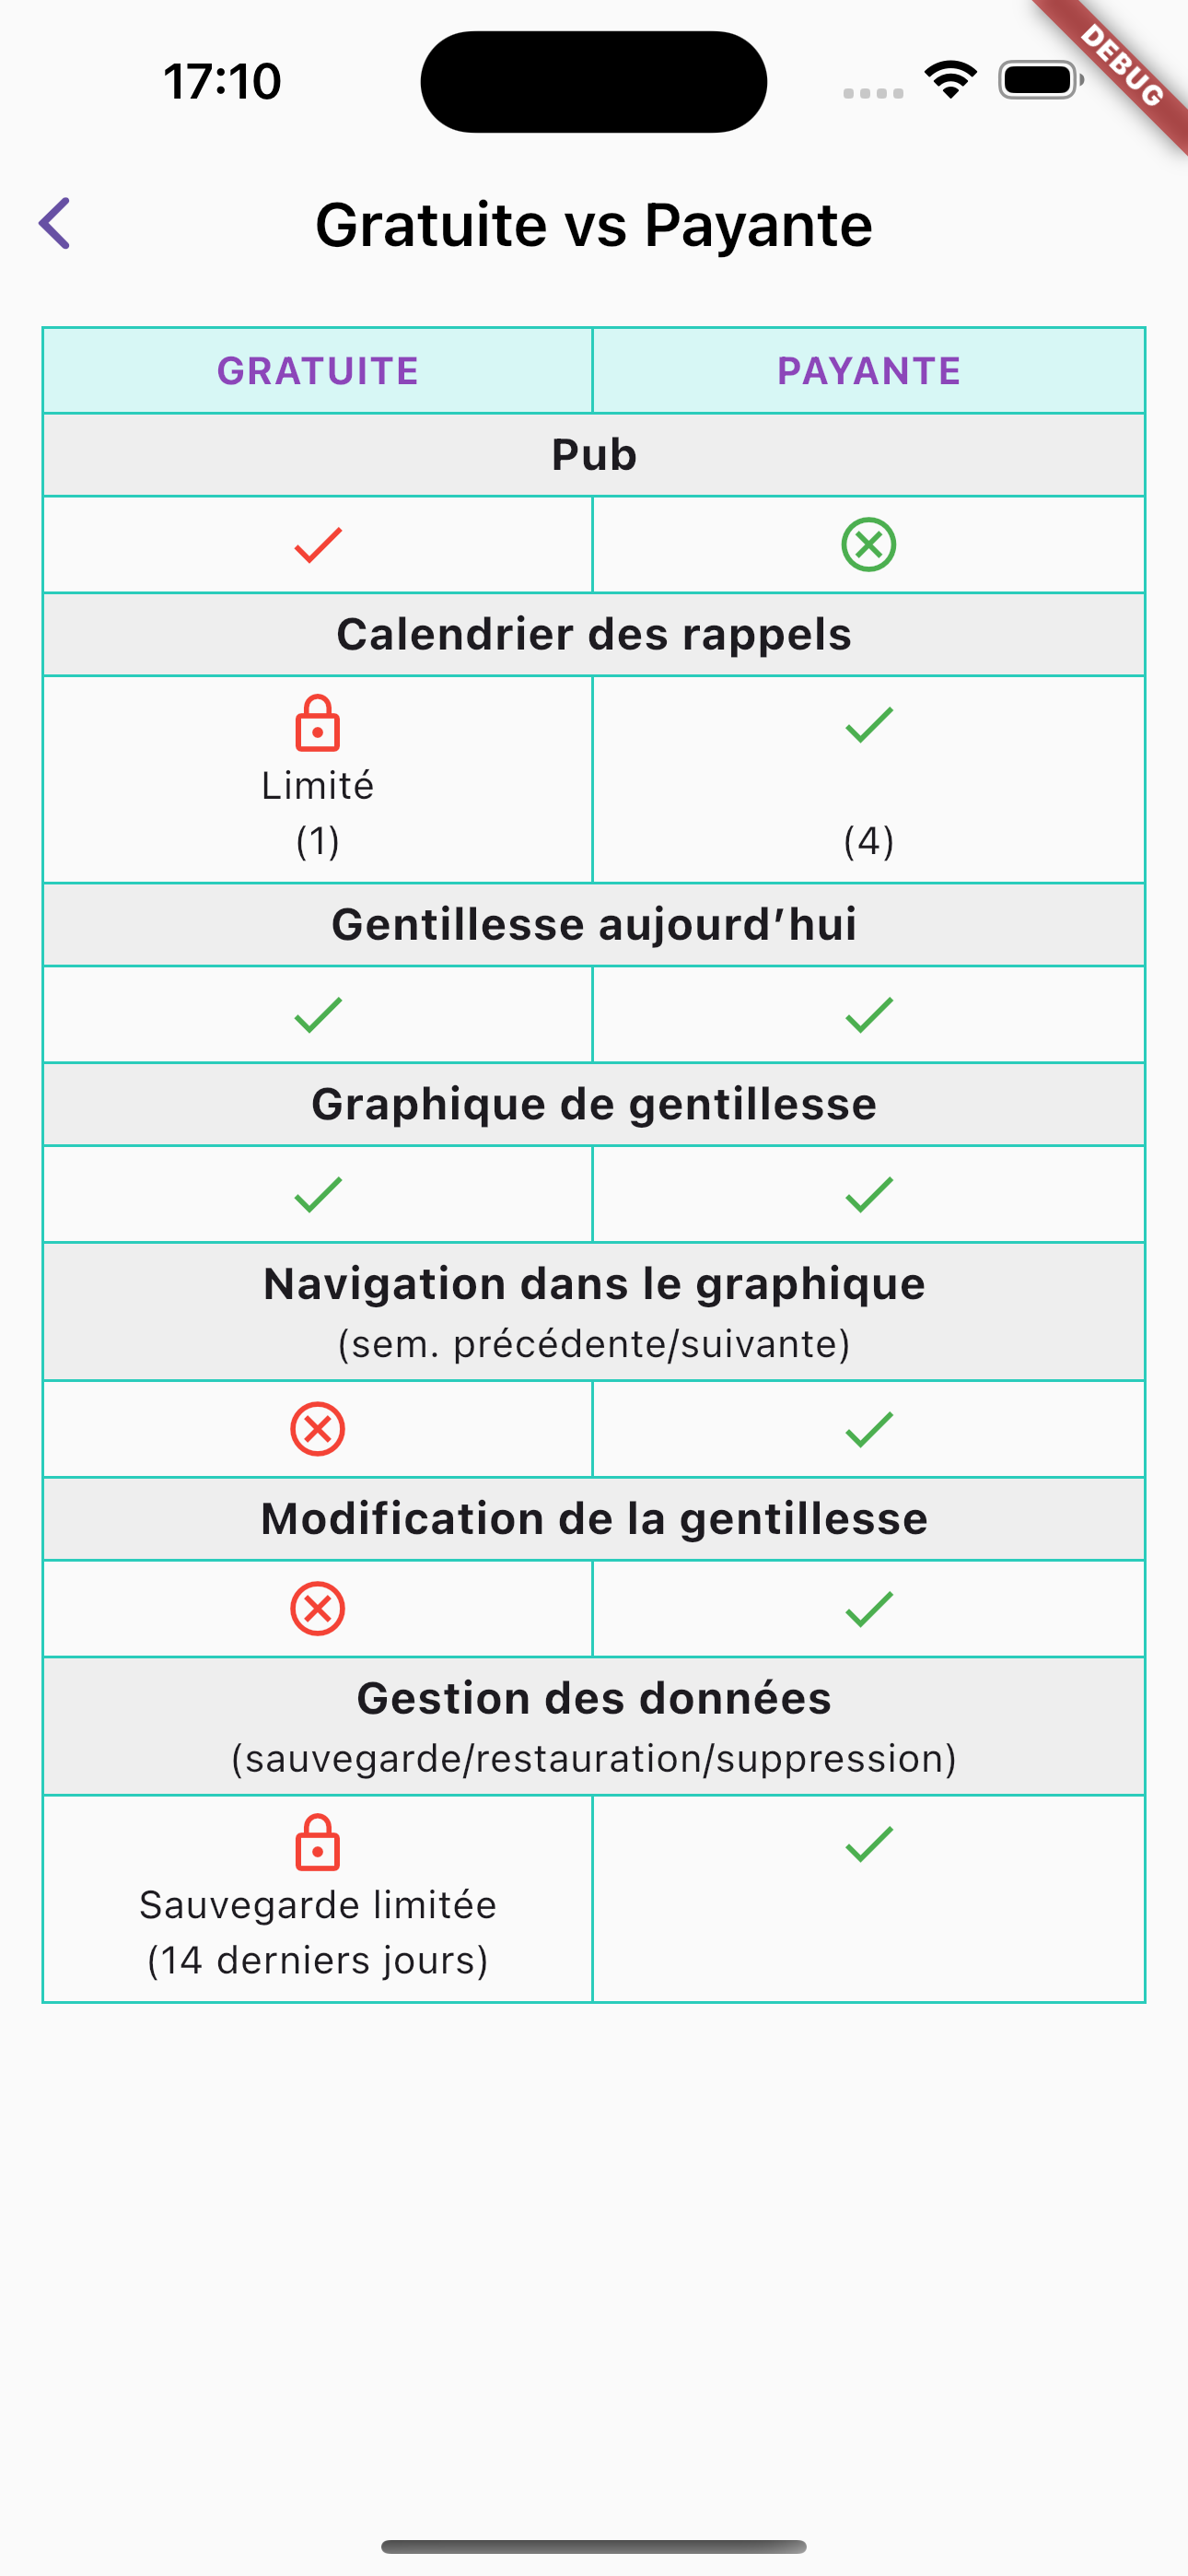 17:10
DEBUG
Gratuite vs Payante
GRATUITE PAYANTE
Pub
Calendrier des rappels
Limité
(1) (4)
Gentillesse aujourd’hui
Graphique de gentillesse
Navigation dans le graphique
(sem. précédente/suivante)
Modification de la gentillesse
Gestion des données
(sauvegarde/restauration/suppression)
Sauvegarde limitée
(14 derniers jours)